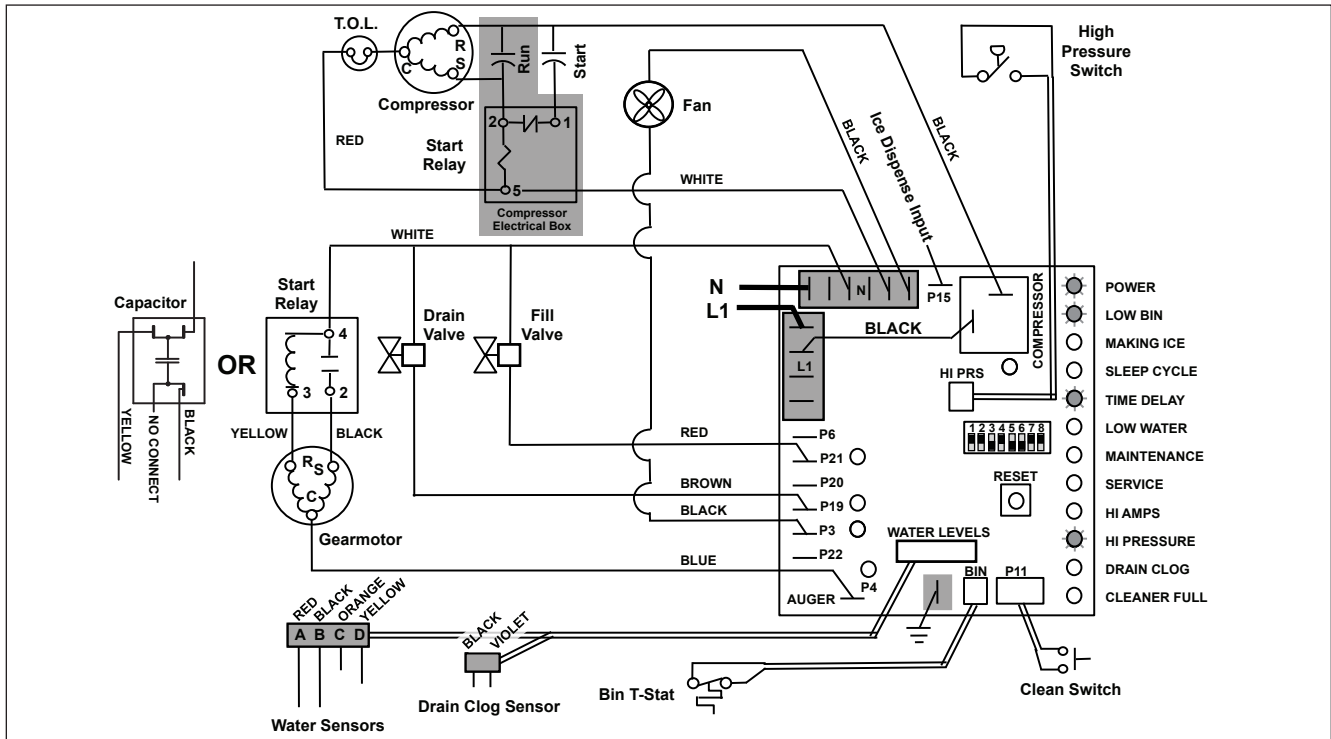 T.O.L.
R
S
C
Compressor
Run
Start
2
1
5
Start
Relay
Compressor
Electrical Box
RED
WHITE
Fan
BLACK
Ice Dispense Input
BLACK
High
Pressure
Switch
WHITE
Capacitor
YELLOW
NO CONNECT
BLACK
OR
Start
Relay
4
3
2
YELLOW
BLACK
R
S
C
Gearmotor
Drain
Valve
Fill
Valve
N
L1
N
P15
COMPRESSOR
BLACK
L1
HI PRS
RED
BROWN
BLACK
BLUE
P6
P21
P20
P19
P3
P22
P4
AUGER
1 2 3 4 5 6 7 8
RESET
WATER LEVELS
BIN
P11
POWER
LOW BIN
MAKING ICE
SLEEP CYCLE
TIME DELAY
LOW WATER
MAINTENANCE
SERVICE
HI AMPS
HI PRESSURE
DRAIN CLOG
CLEANER FULL
RED
BLACK
ORANGE
YELLOW
A B C D
Water Sensors
BLACK
VIOLET
Drain Clog Sensor
Bin T-Stat
Clean Switch